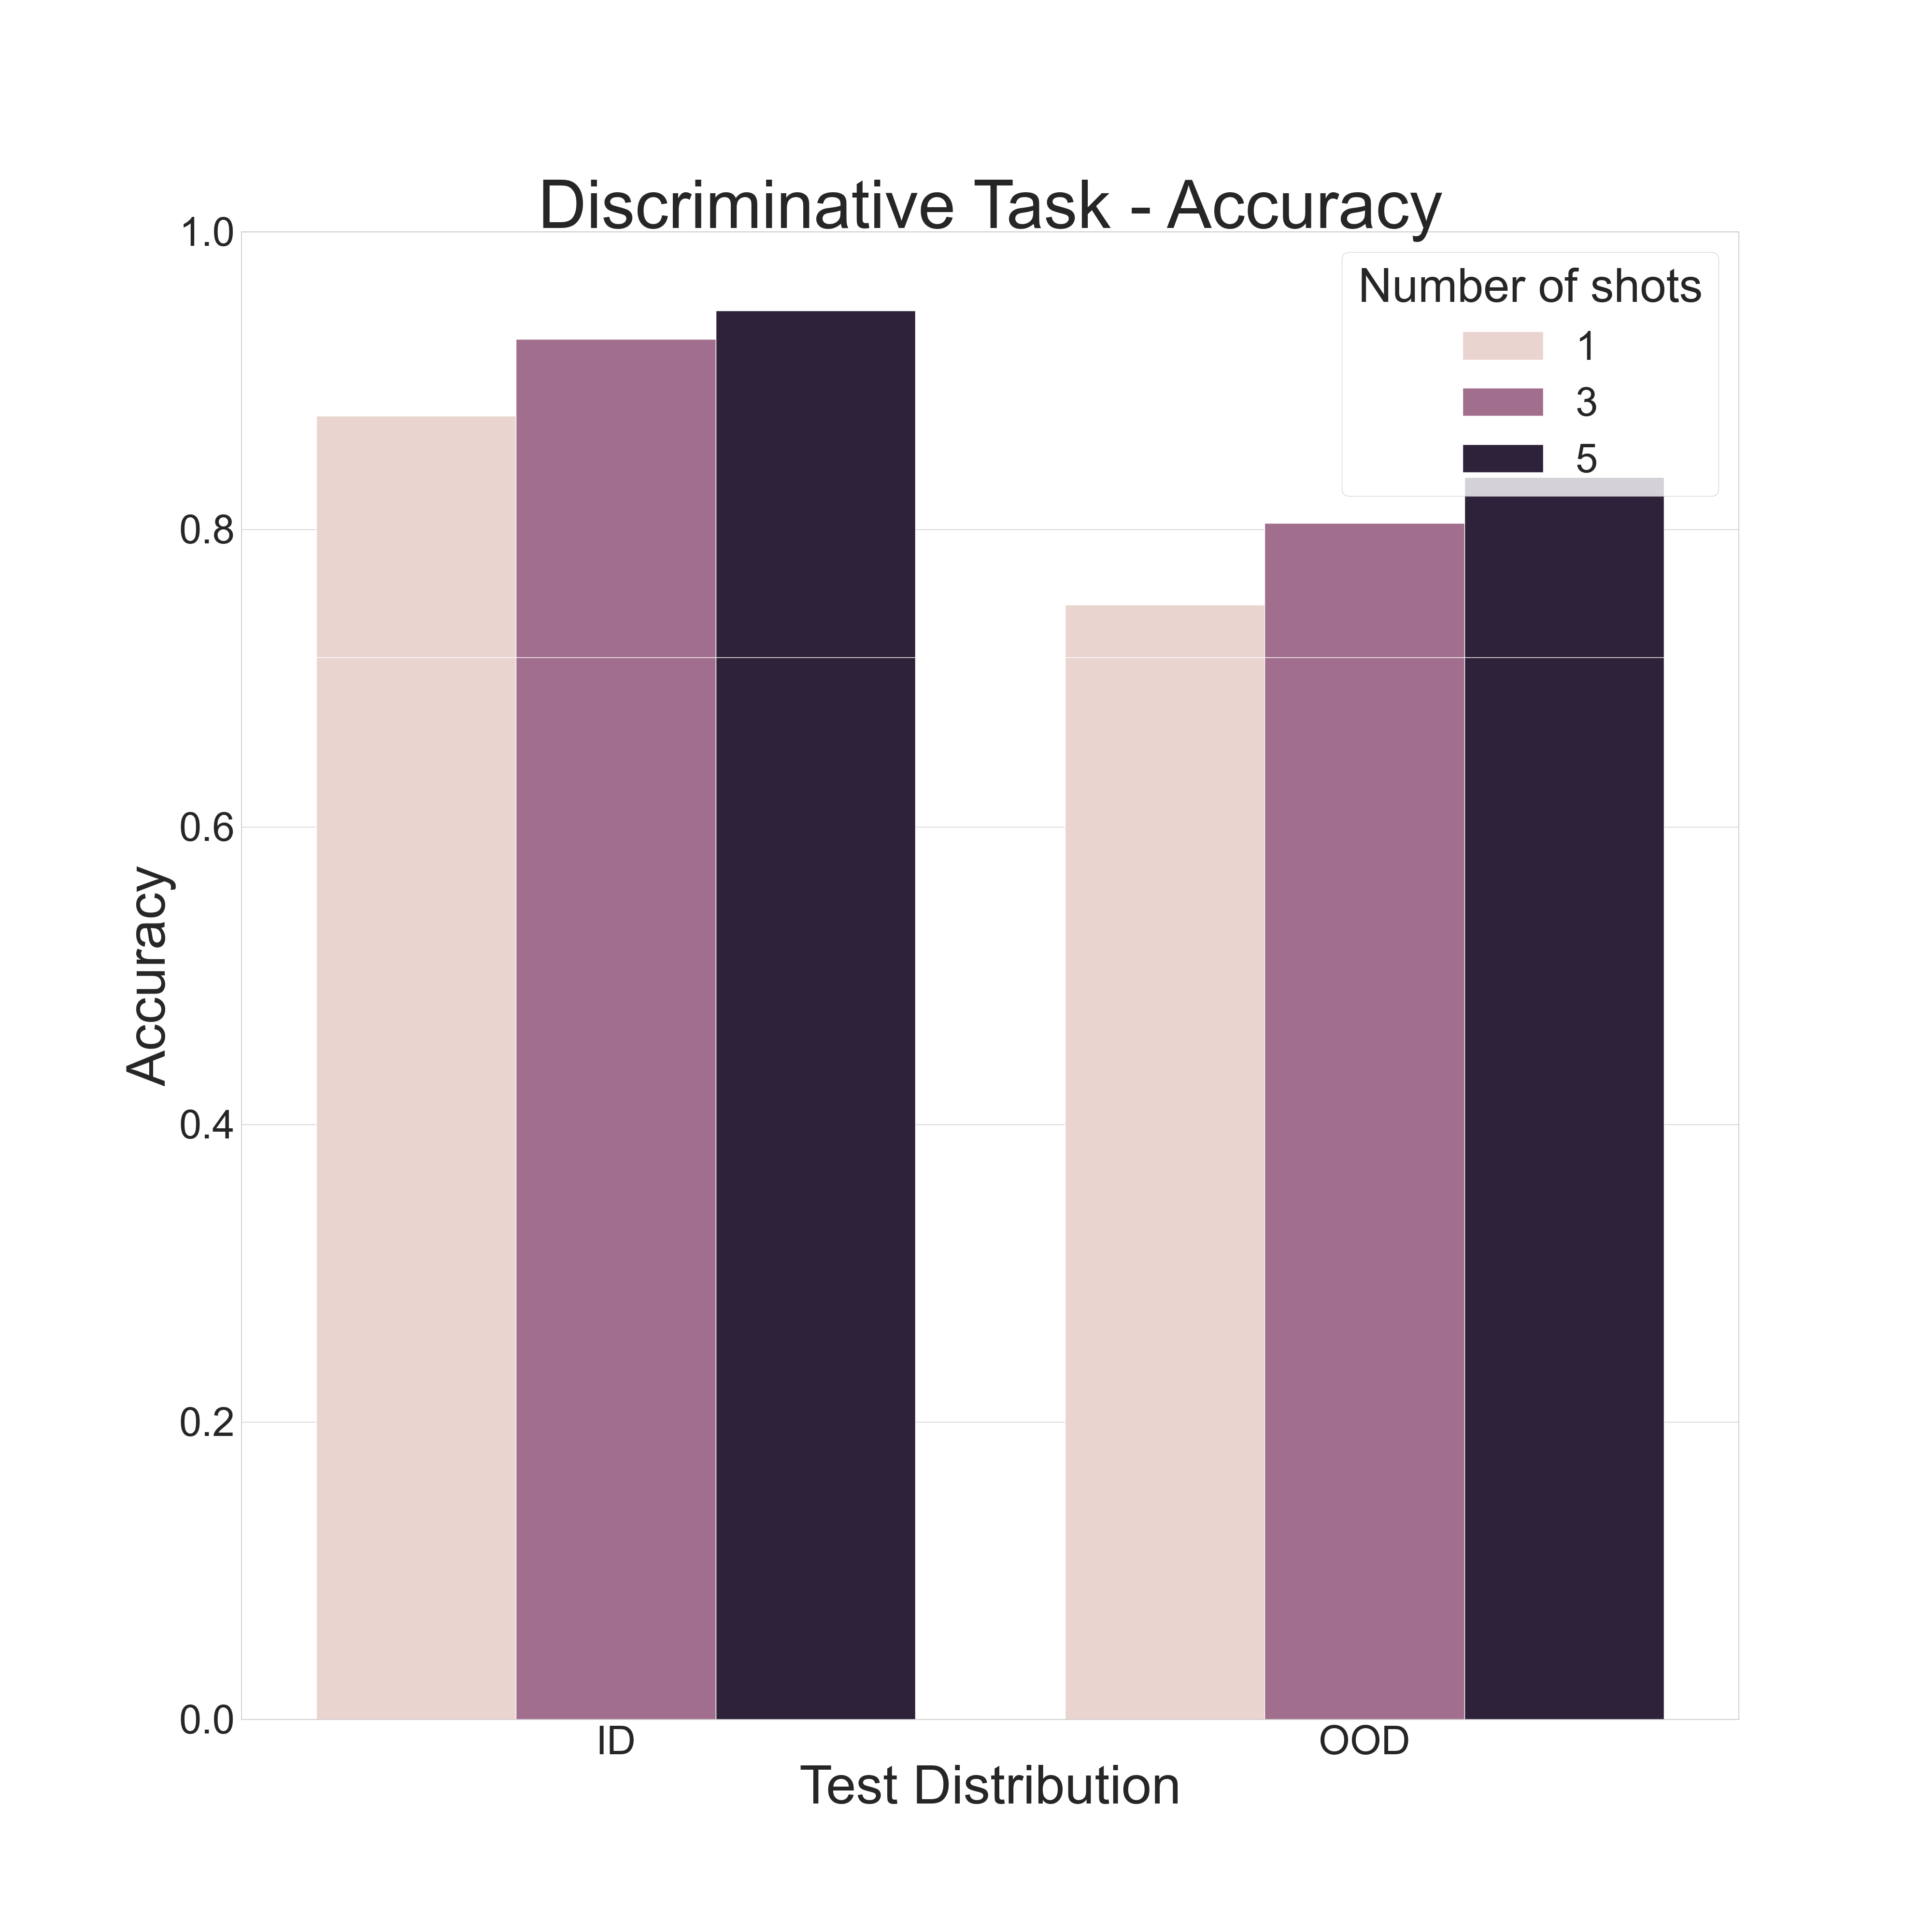 Discriminative Task - Accuracy
1.0
Number of shots
1
3
5
0.8
0.6
Accuracy
0.4
0.2
0.0
ID OOD
Test Distribution